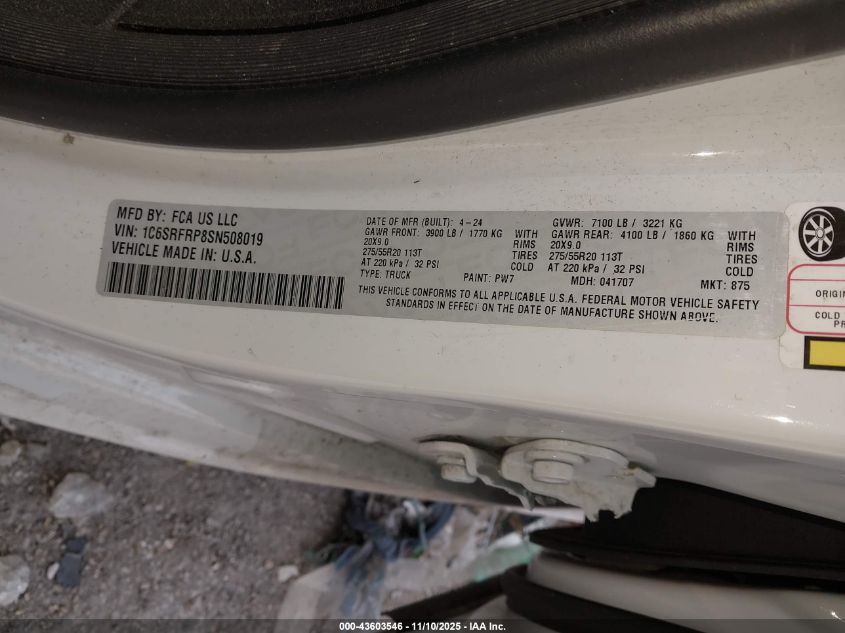 MFD BY: FCA US LLC
VIN: 1C6SRFRP8SN508019
VEHICLE MADE IN: U.S.A.
DATE OF MFR (BUILT): 4-24 GVWR: 7100 LB / 3221 KG
GAWR FRONT: 3900 LB / 1770 KG WITH GAWR REAR: 4100 LB / 1860 KG WITH
20X9.0 RIMS 20X9.0 RIMS
275/55R20 113T TIRES 275/55R20 113T TIRES
AT 220 kPa / 32 PSI COLD AT 220 kPa / 32 PSI COLD
TYPE: TRUCK PAINT: PW7 MDH: 041707 MKT: 875
THIS VEHICLE CONFORMS TO ALL APPLICABLE U.S.A. FEDERAL MOTOR VEHICLE SAFETY
STANDARDS IN EFFECT ON THE DATE OF MANUFACTURE SHOWN ABOVE.
ORIGIN
COLD
PR
000-43603546 - 11/10/2025 - IAA Inc.